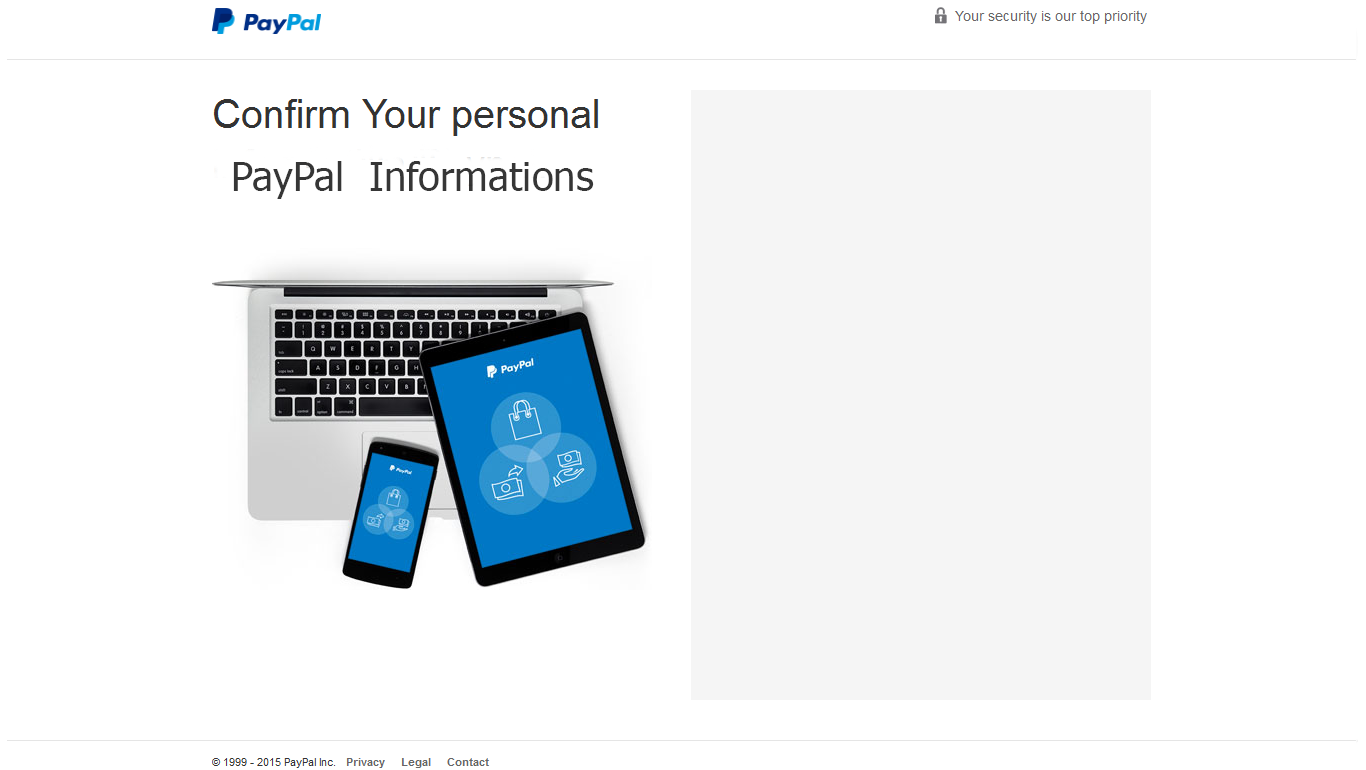 PayPal
Your security is our top priority
Confirm Your personal
PayPal Informations
PayPal
PayPal
© 1999 - 2015 PayPal Inc. Privacy Legal Contact